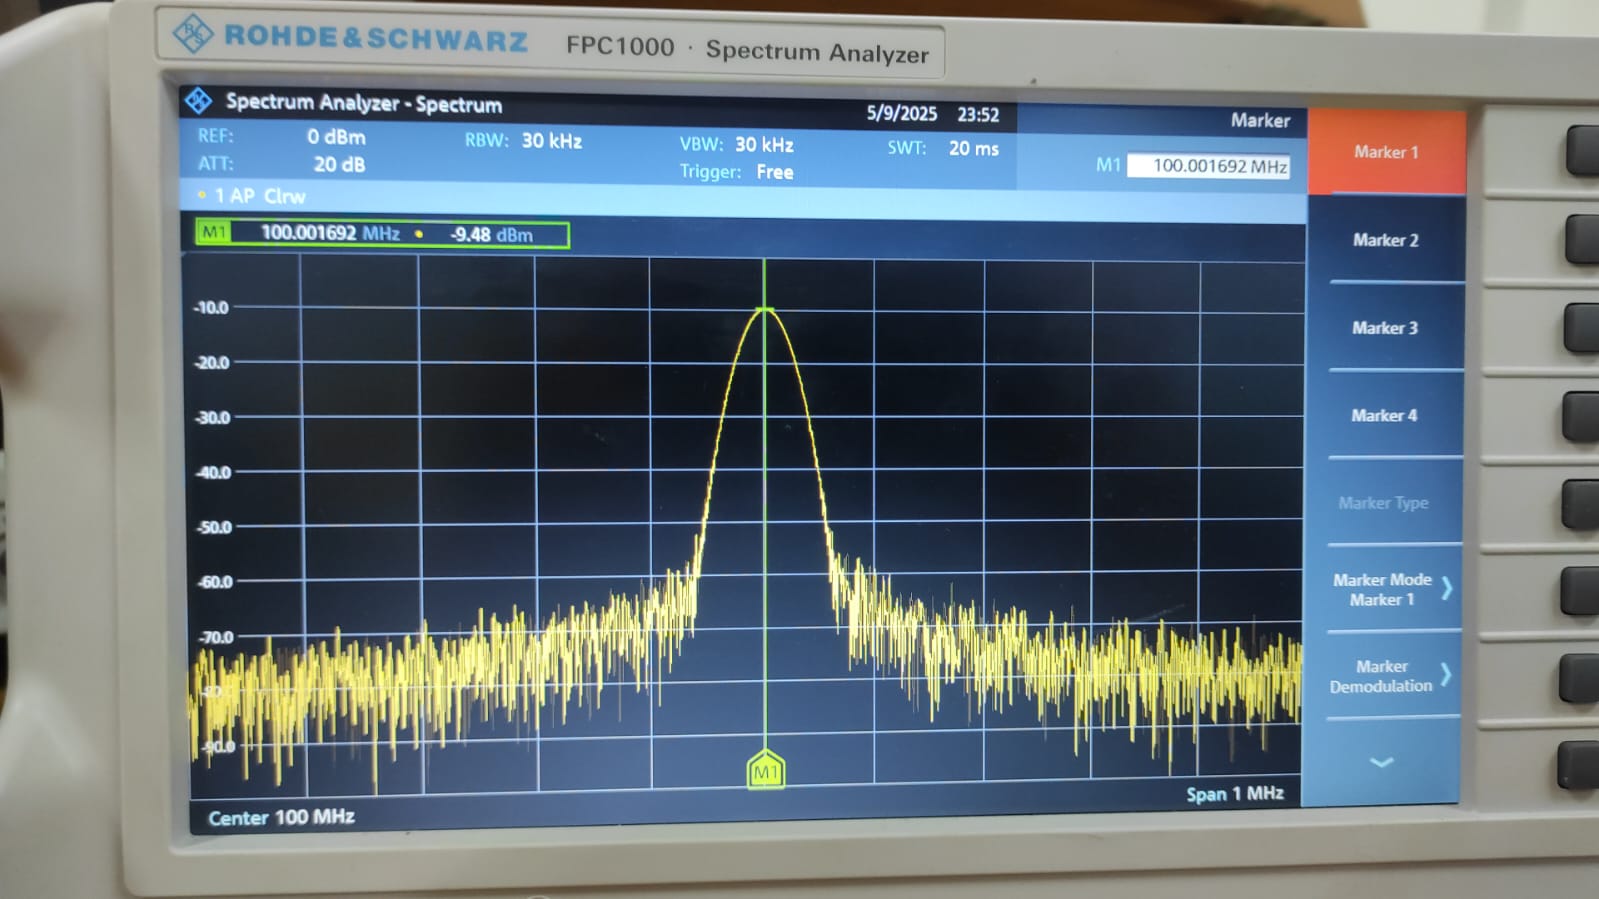 ROHDE & SCHWARZ FPC1000 · Spectrum Analyzer
Spectrum Analyzer - Spectrum 5/9/2025 23:52 Marker
REF: 0 dBm RBW: 30 kHz VBW: 30 kHz SWT: 20 ms
ATT: 20 dB Trigger: Free M1 100.001692 MHz
1 AP Clrw
M1 100.001692 MHz -9.48 dBm
-10.0
-20.0
-30.0
-40.0
-50.0
-60.0
-70.0
-80.0
-90.0
M1
Center 100 MHz Span 1 MHz
Marker 1
Marker 2
Marker 3
Marker 4
Marker Type
Marker Mode
Marker 1
Marker
Demodulation